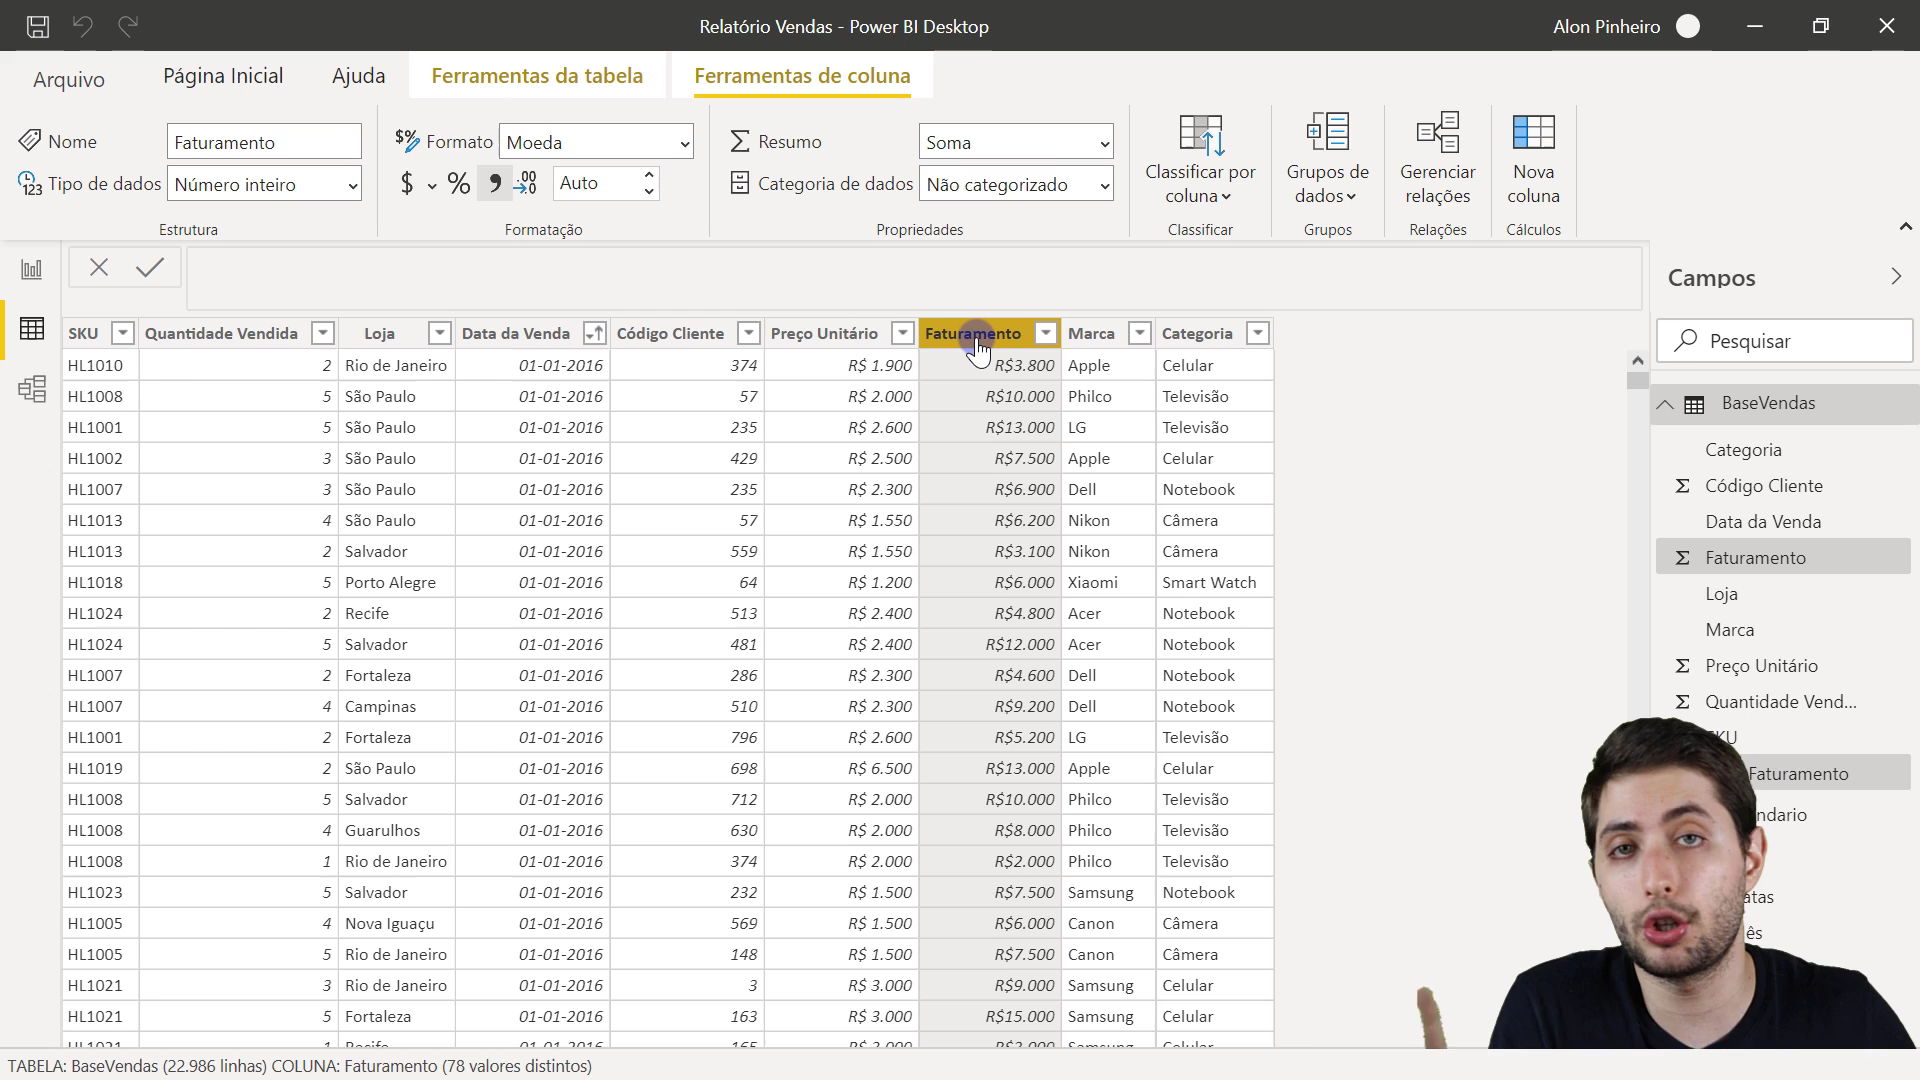 Relatório Vendas - Power BI Desktop
Alon Pinheiro
Arquivo
Página Inicial
Ajuda
Ferramentas da tabela
Ferramentas de coluna
Nome
Faturamento
Tipo de dados
Número inteiro
Estrutura
Formato
Moeda
$ % , .00 Auto
Formatação
Resumo
Soma
Categoria de dados
Não categorizado
Propriedades
Classificar por
coluna
Classificar
Grupos de
dados
Grupos
Gerenciar
relações
Relações
Nova
coluna
Cálculos
SKU Quantidade Vendida Loja Data da Venda Código Cliente Preço Unitário Faturamento Marca Categoria
HL1010 2 Rio de Janeiro 01-01-2016 374 R$ 1.900 R$3.800 Apple Celular
HL1008 5 São Paulo 01-01-2016 57 R$ 2.000 R$10.000 Philco Televisão
HL1001 5 São Paulo 01-01-2016 235 R$ 2.600 R$13.000 LG Televisão
HL1002 3 São Paulo 01-01-2016 429 R$ 2.500 R$7.500 Apple Celular
HL1007 3 São Paulo 01-01-2016 235 R$ 2.300 R$6.900 Dell Notebook
HL1013 4 São Paulo 01-01-2016 57 R$ 1.550 R$6.200 Nikon Câmera
HL1013 2 Salvador 01-01-2016 559 R$ 1.550 R$3.100 Nikon Câmera
HL1018 5 Porto Alegre 01-01-2016 64 R$ 1.200 R$6.000 Xiaomi Smart Watch
HL1024 2 Recife 01-01-2016 513 R$ 2.400 R$4.800 Acer Notebook
HL1024 5 Salvador 01-01-2016 481 R$ 2.400 R$12.000 Acer Notebook
HL1007 2 Fortaleza 01-01-2016 286 R$ 2.300 R$4.600 Dell Notebook
HL1007 4 Campinas 01-01-2016 510 R$ 2.300 R$9.200 Dell Notebook
HL1001 2 Fortaleza 01-01-2016 796 R$ 2.600 R$5.200 LG Televisão
HL1019 2 São Paulo 01-01-2016 698 R$ 6.500 R$13.000 Apple Celular
HL1008 5 Salvador 01-01-2016 712 R$ 2.000 R$10.000 Philco Televisão
HL1008 4 Guarulhos 01-01-2016 630 R$ 2.000 R$8.000 Philco Televisão
HL1008 1 Rio de Janeiro 01-01-2016 374 R$ 2.000 R$2.000 Philco Televisão
HL1023 5 Salvador 01-01-2016 232 R$ 1.500 R$7.500 Samsung Notebook
HL1005 4 Nova Iguaçu 01-01-2016 569 R$ 1.500 R$6.000 Canon Câmera
HL1005 5 Rio de Janeiro 01-01-2016 148 R$ 1.500 R$7.500 Canon Câmera
HL1021 3 Rio de Janeiro 01-01-2016 3 R$ 3.000 R$9.000 Samsung Celular
HL1021 5 Fortaleza 01-01-2016 163 R$ 3.000 R$15.000 Samsung Celular
Campos
Pesquisar
BaseVendas
Categoria
Código Cliente
Data da Venda
Faturamento
Loja
Marca
Preço Unitário
Quantidade Vend...
KU
Faturamento
ndario
atas
ês
TABELA: BaseVendas (22.986 linhas) COLUNA: Faturamento (78 valores distintos)